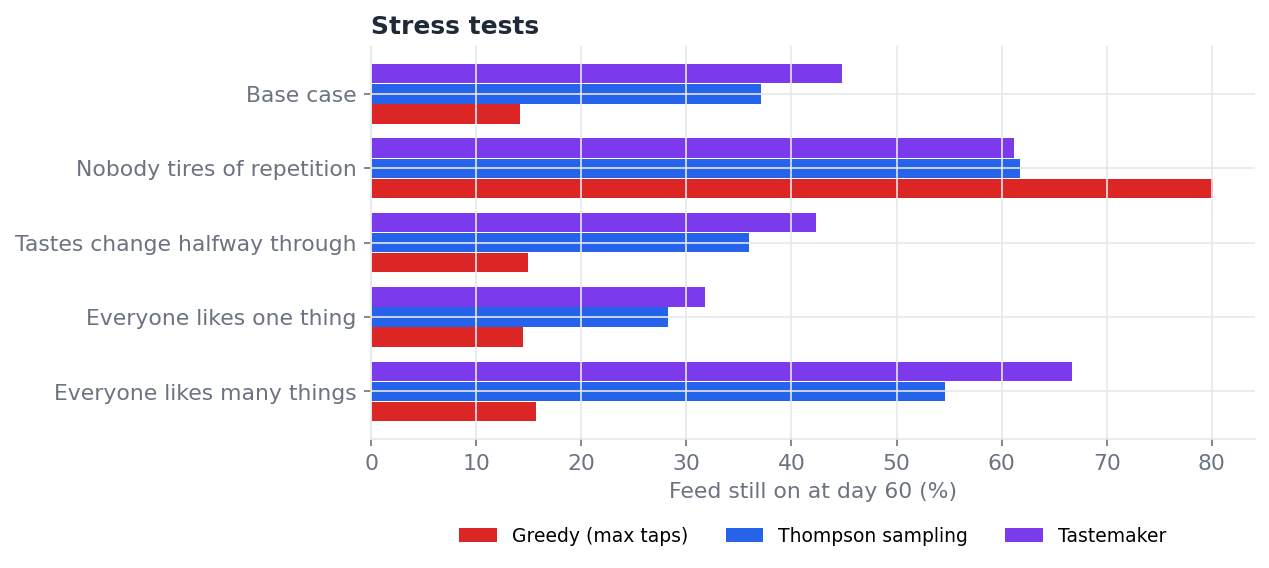 Stress tests
Base case
Nobody tires of repetition
Tastes change halfway through
Everyone likes one thing
Everyone likes many things
0 10 20 30 40 50 60 70 80
Feed still on at day 60 (%)
Greedy (max taps) Thompson sampling Tastemaker